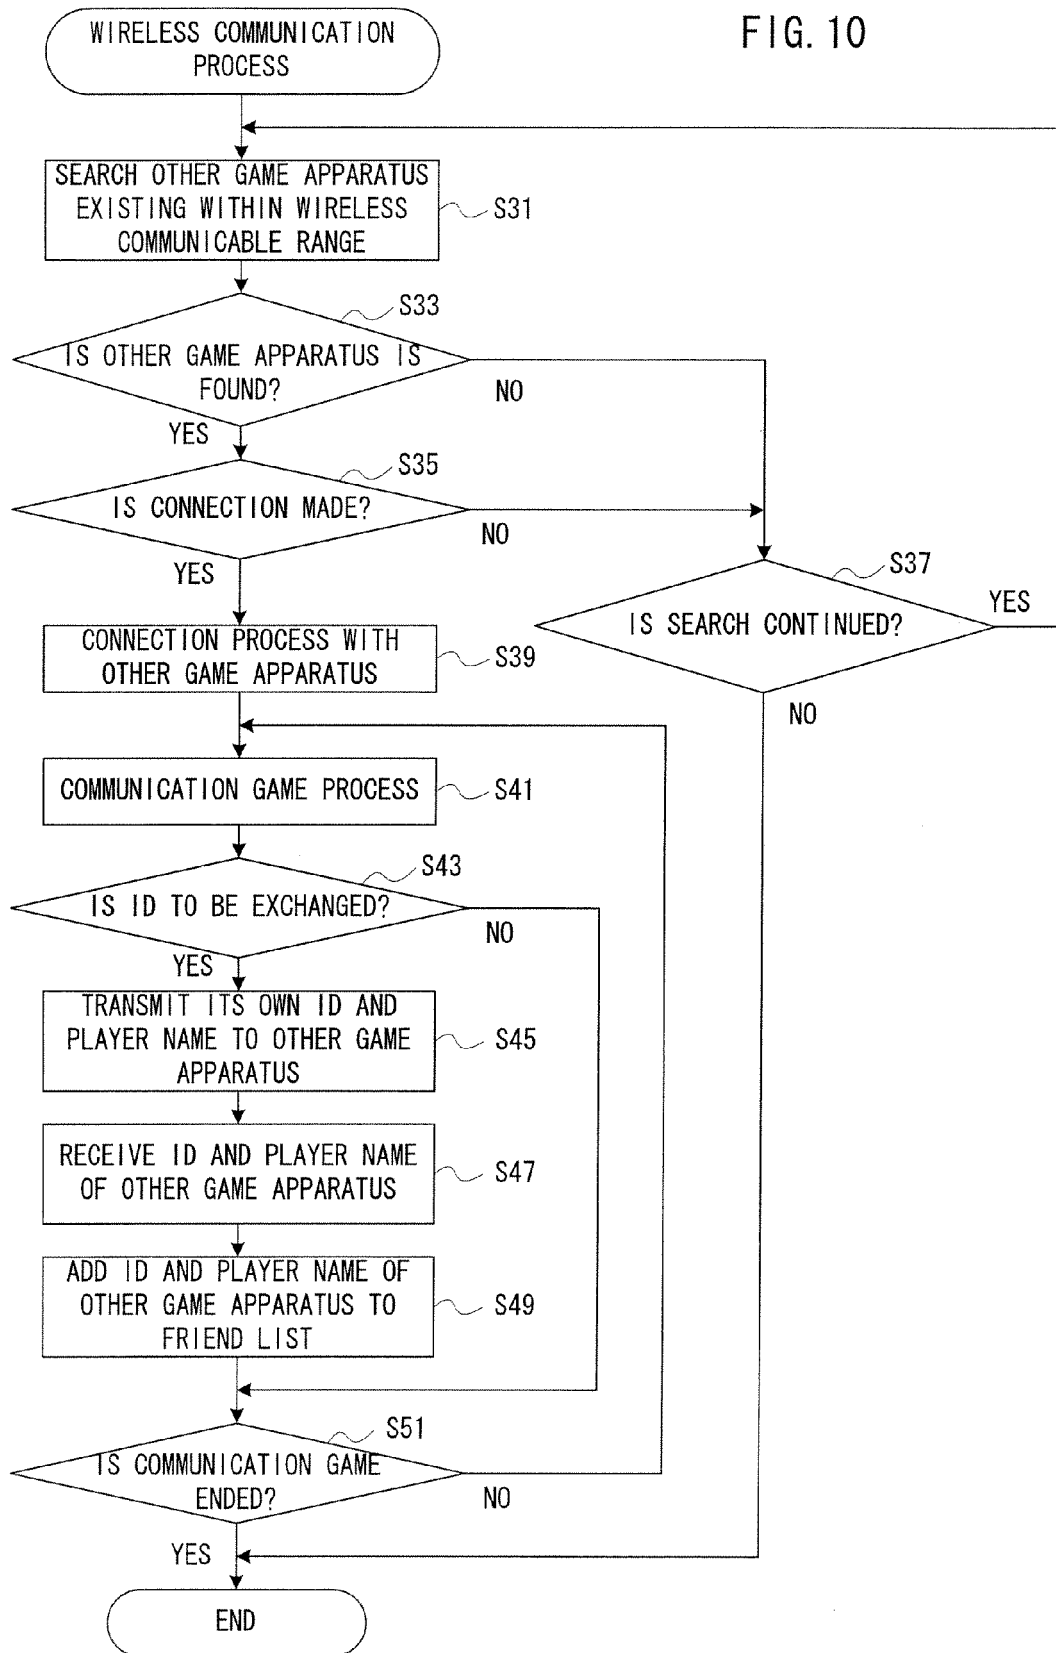 FIG. 10
WIRELESS COMMUNICATION
PROCESS
SEARCH OTHER GAME APPARATUS
EXISTING WITHIN WIRELESS
COMMUNICABLE RANGE
S31
S33
IS OTHER GAME APPARATUS IS
FOUND?
NO
YES
S35
IS CONNECTION MADE?
NO
YES
S37
IS SEARCH CONTINUED?
YES
NO
CONNECTION PROCESS WITH
OTHER GAME APPARATUS
S39
COMMUNICATION GAME PROCESS
S41
S43
IS ID TO BE EXCHANGED?
NO
YES
TRANSMIT ITS OWN ID AND
PLAYER NAME TO OTHER GAME
APPARATUS
S45
RECEIVE ID AND PLAYER NAME
OF OTHER GAME APPARATUS
S47
ADD ID AND PLAYER NAME OF
OTHER GAME APPARATUS TO
FRIEND LIST
S49
S51
IS COMMUNICATION GAME
ENDED?
NO
YES
END